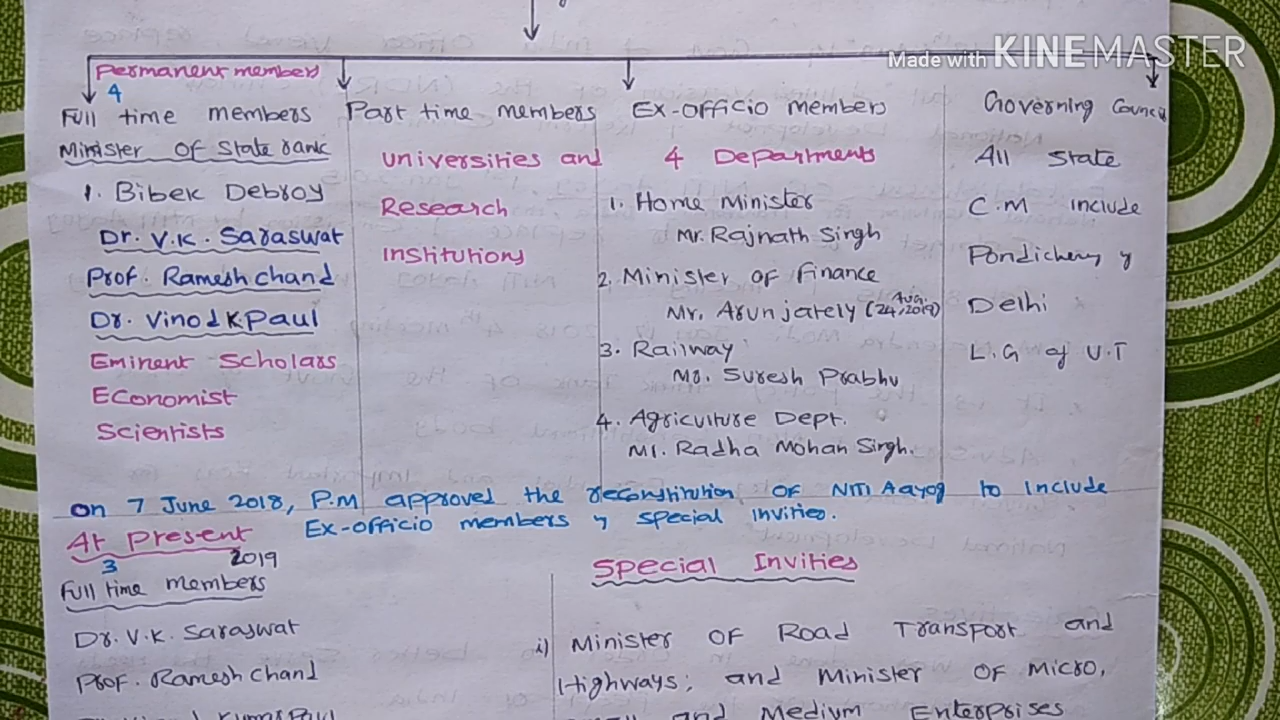 Made with KINEMASTER
Permanent members
4
Full time members
Minister of State rank
1. Bibek Debroy
Dr. V.K. Saraswat
Prof. Ramesh chand
Dr. Vinod K Paul
Eminent Scholars
Economist
Scientists
Part time members
Universities and
Research
Institutions
Ex-officio members
4 Departments
1. Home Minister
Mr. Rajnath Singh
2. Minister of Finance
Mr. Arun jately (24, Aug. 2019)
3. Railway
Mr. Suresh Prabhu
4. Agriculture Dept.
Mr. Radha Mohan Singh.
Governing Council
All State
C.M include
Pondicherry &
Delhi
L.G of U.T
On 7 June 2018, P.M approved the reconstitution of NITI Aayog to include
Ex-officio members & special invities.
At present
2019
3
Full time members
Dr. V.K. Saraswat
Prof. Ramesh chand
Kumar Paul
Special Invities
i) Minister of Road Transport and
Highways; and Minister of Micro,
and Medium Enterprises